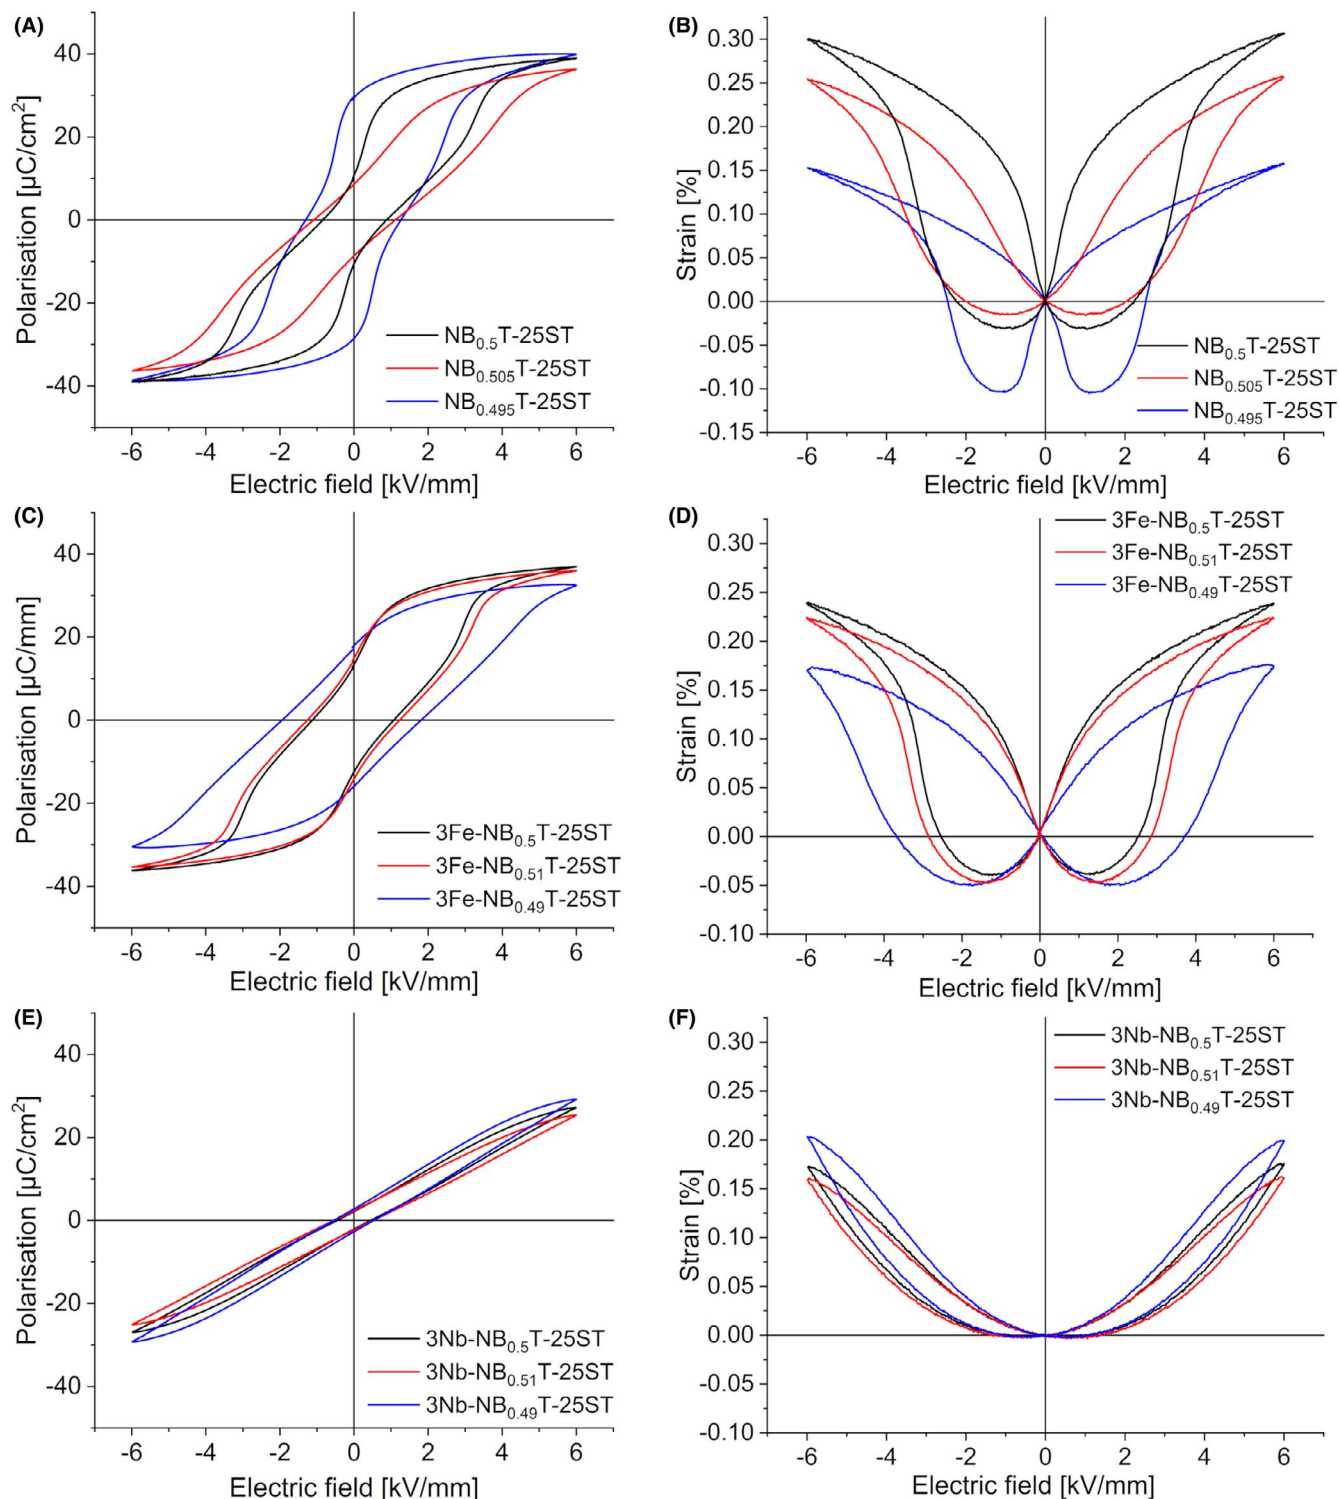 (A)
40
20
0
-20
-40
Polarisation [µC/cm²]
-6 -4 -2 0 2 4 6
Electric field [kV/mm]
NB0.5T-25ST
NB0.505T-25ST
NB0.495T-25ST
(B)
0.30
0.25
0.20
0.15
0.10
0.05
0.00
-0.05
-0.10
-0.15
Strain [%]
-6 -4 -2 0 2 4 6
Electric field [kV/mm]
NB0.5T-25ST
NB0.505T-25ST
NB0.495T-25ST
(C)
40
20
0
-20
-40
Polarisation [µC/mm]
-6 -4 -2 0 2 4 6
Electric field [kV/mm]
3Fe-NB0.5T-25ST
3Fe-NB0.51T-25ST
3Fe-NB0.49T-25ST
(D)
0.30
0.25
0.20
0.15
0.10
0.05
0.00
-0.05
-0.10
Strain [%]
-6 -4 -2 0 2 4 6
Electric field [kV/mm]
3Fe-NB0.5T-25ST
3Fe-NB0.51T-25ST
3Fe-NB0.49T-25ST
(E)
40
20
0
-20
-40
Polarisation [µC/cm²]
-6 -4 -2 0 2 4 6
Electric field [kV/mm]
3Nb-NB0.5T-25ST
3Nb-NB0.51T-25ST
3Nb-NB0.49T-25ST
(F)
0.30
0.25
0.20
0.15
0.10
0.05
0.00
-0.05
-0.10
Strain [%]
-6 -4 -2 0 2 4 6
Electric field [kV/mm]
3Nb-NB0.5T-25ST
3Nb-NB0.51T-25ST
3Nb-NB0.49T-25ST